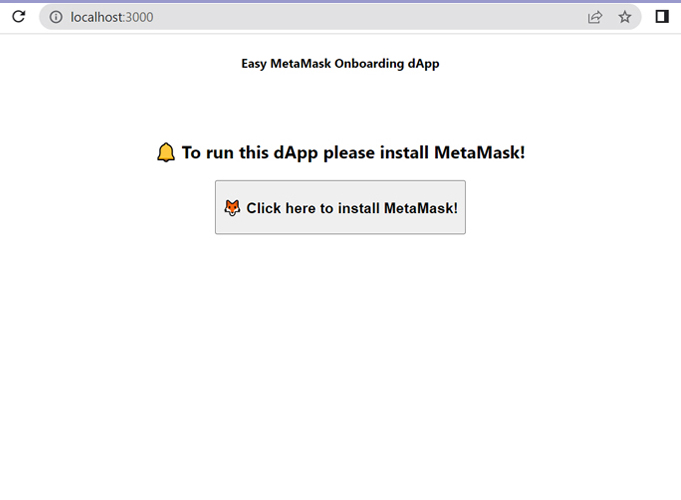 localhost:3000
Easy MetaMask Onboarding dApp
🔔 To run this dApp please install MetaMask!
🦊 Click here to install MetaMask!